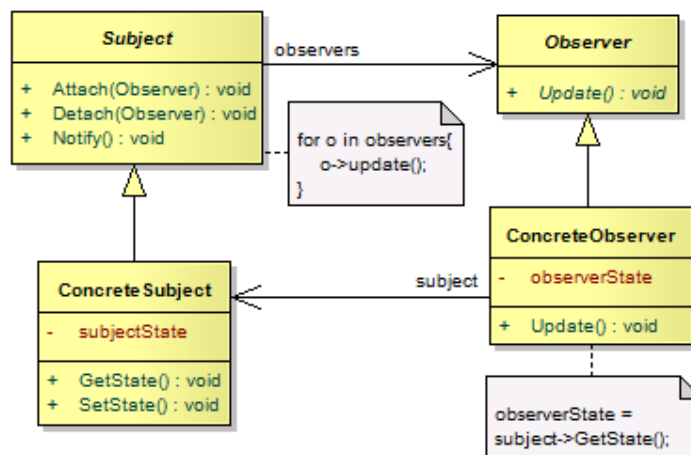 Subject
+ Attach(Observer) : void
+ Detach(Observer) : void
+ Notify() : void
observers
Observer
+ Update() : void
for o in observers{
o->update();
}
ConcreteSubject
- subjectState
+ GetState() : void
+ SetState() : void
subject
ConcreteObserver
- observerState
+ Update() : void
observerState =
subject->GetState();